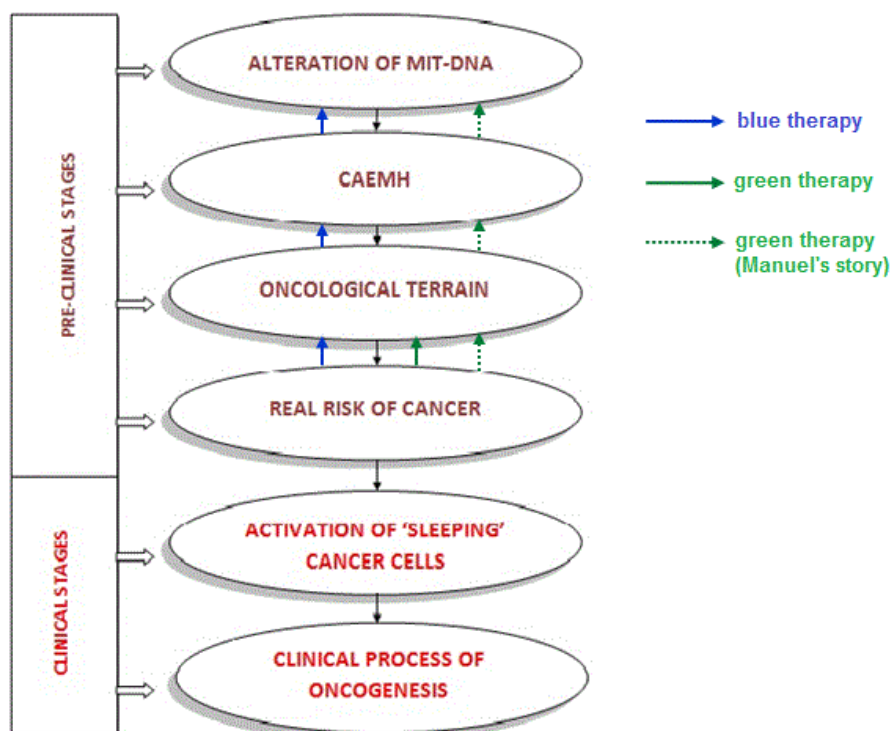 PRE-CLINICAL STAGES
ALTERATION OF MIT-DNA
CAEMH
ONCOLOGICAL TERRAIN
REAL RISK OF CANCER
CLINICAL STAGES
ACTIVATION OF ‘SLEEPING’
CANCER CELLS
CLINICAL PROCESS OF
ONCOGENESIS
blue therapy
green therapy
green therapy
(Manuel's story)